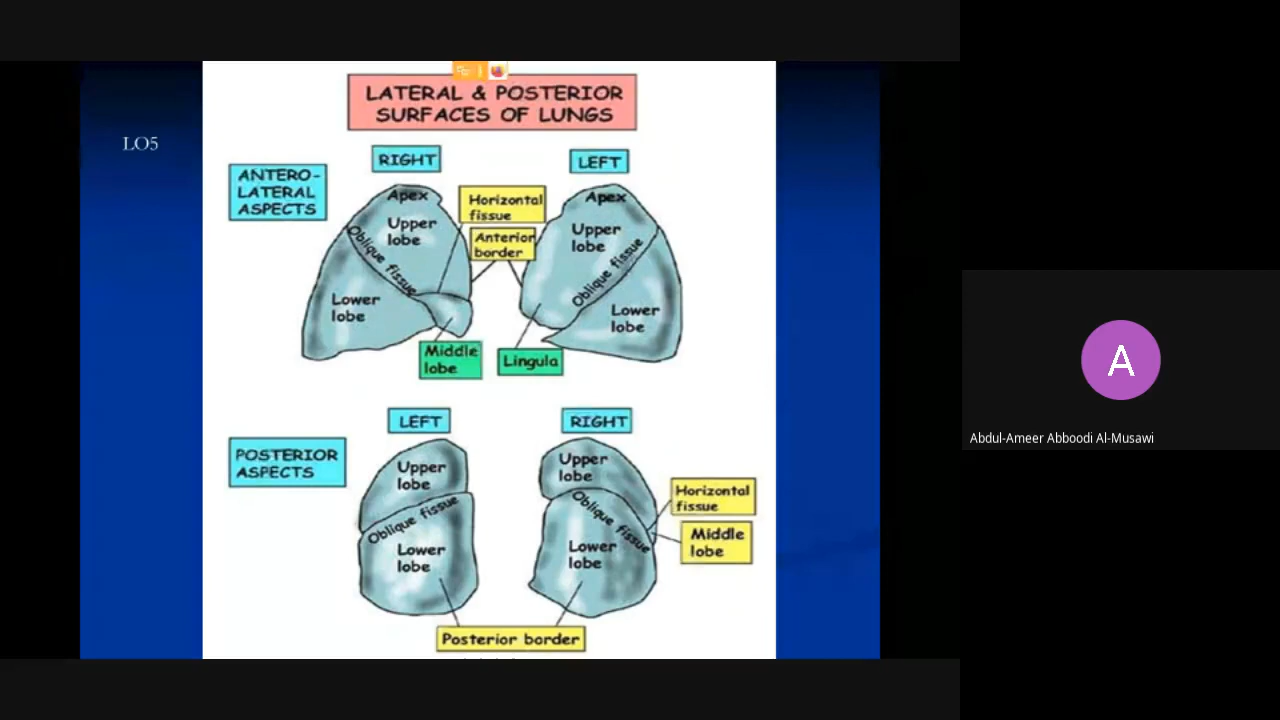 LATERAL & POSTERIOR
SURFACES OF LUNGS
LO5
RIGHT
LEFT
ANTERO-
LATERAL
ASPECTS
Apex
Upper
lobe
Oblique fissue
Lower
lobe
Horizontal
fissue
Anterior
border
Apex
Upper
lobe
Oblique fissue
Lower
lobe
Middle
lobe
Lingula
LEFT
RIGHT
POSTERIOR
ASPECTS
Upper
lobe
Oblique fissue
Lower
lobe
Upper
lobe
Oblique fissue
Lower
lobe
Horizontal
fissue
Middle
lobe
Posterior border
A
Abdul-Ameer Abboodi Al-Musawi